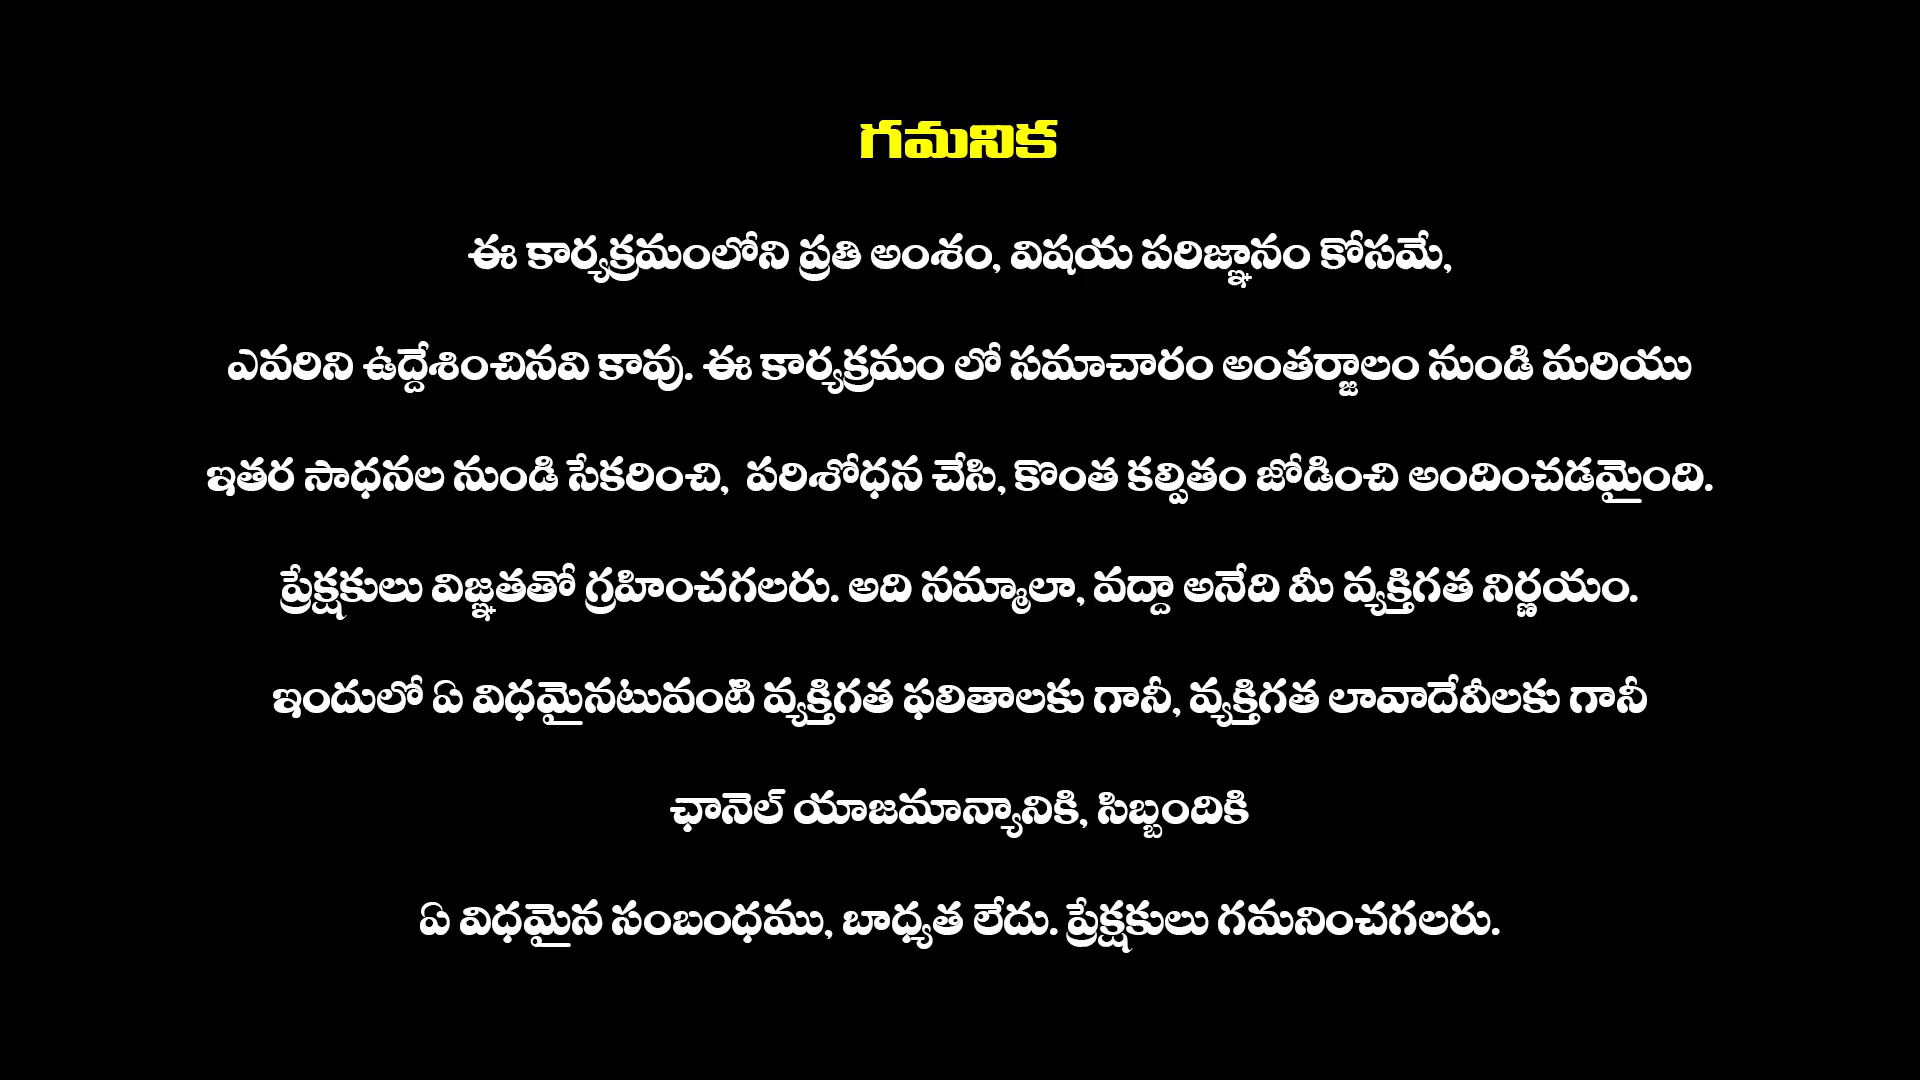 గమనిక
ఈ కార్యక్రమంలోని ప్రతి అంశం, విషయ పరిజ్ఞానం కోసమే,
ఎవరిని ఉద్దేశించినవి కావు. ఈ కార్యక్రమం లో సమాచారం అంతర్జాలం నుండి మరియు
ఇతర సాధనల నుండి సేకరించి, పరిశోధన చేసి, కొంత కల్పితం జోడించి అందించడమైంది.
ప్రేక్షకులు విజ్ఞతతో గ్రహించగలరు. అది నమ్మాలా, వద్దా అనేది మీ వ్యక్తిగత నిర్ణయం.
ఇందులో ఏ విధమైనటువంటి వ్యక్తిగత ఫలితాలకు గానీ, వ్యక్తిగత లావాదేవీలకు గానీ
ఛానెల్ యాజమాన్యానికి, సిబ్బందికి
ఏ విధమైన సంబంధము, బాధ్యత లేదు. ప్రేక్షకులు గమనించగలరు.